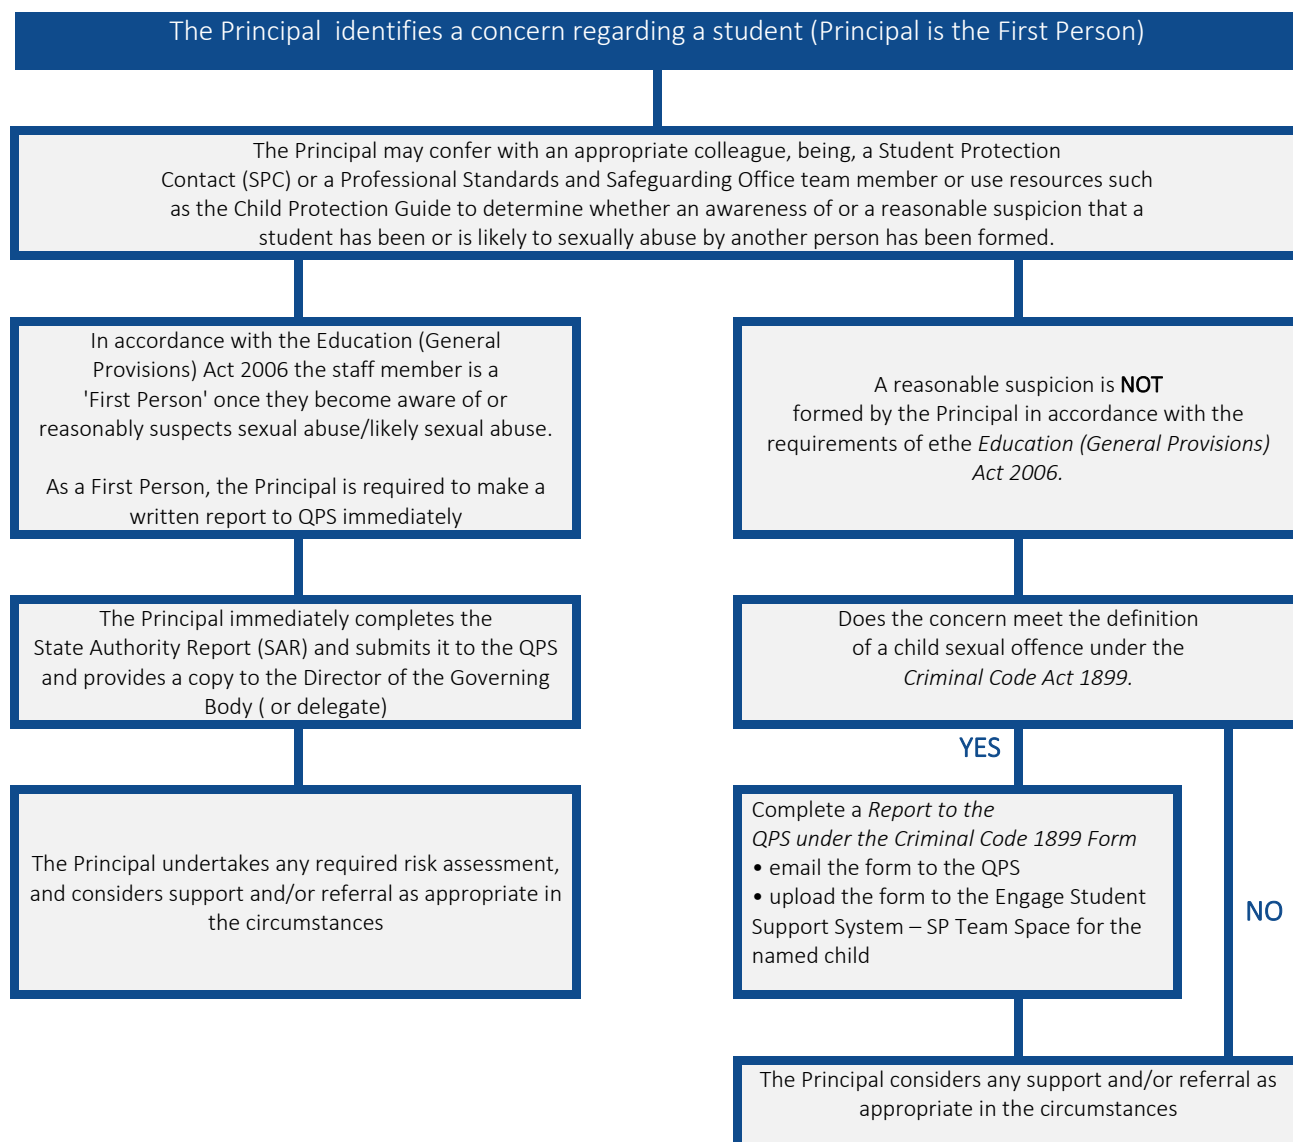 The Principal  identifies a concern regarding a student (Principal is the First Person)
The Principal may confer with an appropriate colleague, being, a Student Protection
Contact (SPC) or a Professional Standards and Safeguarding Office team member or use resources such
as the Child Protection Guide to determine whether an awareness of or a reasonable suspicion that a
student has been or is likely to sexually abuse by another person has been formed.
In accordance with the Education (General
Provisions) Act 2006 the staff member is a
'First Person' once they become aware of or
reasonably suspects sexual abuse/likely sexual abuse.
As a First Person, the Principal is required to make a
written report to QPS immediately
The Principal immediately completes the
State Authority Report (SAR) and submits it to the QPS
and provides a copy to the Director of the Governing
Body ( or delegate)
The Principal undertakes any required risk assessment,
and considers support and/or referral as appropriate in
the circumstances
A reasonable suspicion is NOT
formed by the Principal in accordance with the
requirements of ethe Education (General Provisions)
Act 2006.
Does the concern meet the definition
of a child sexual offence under the
Criminal Code Act 1899.
YES
Complete a Report to the
QPS under the Criminal Code 1899 Form
• email the form to the QPS
• upload the form to the Engage Student
Support System – SP Team Space for the
named child
NO
The Principal considers any support and/or referral as
appropriate in the circumstances